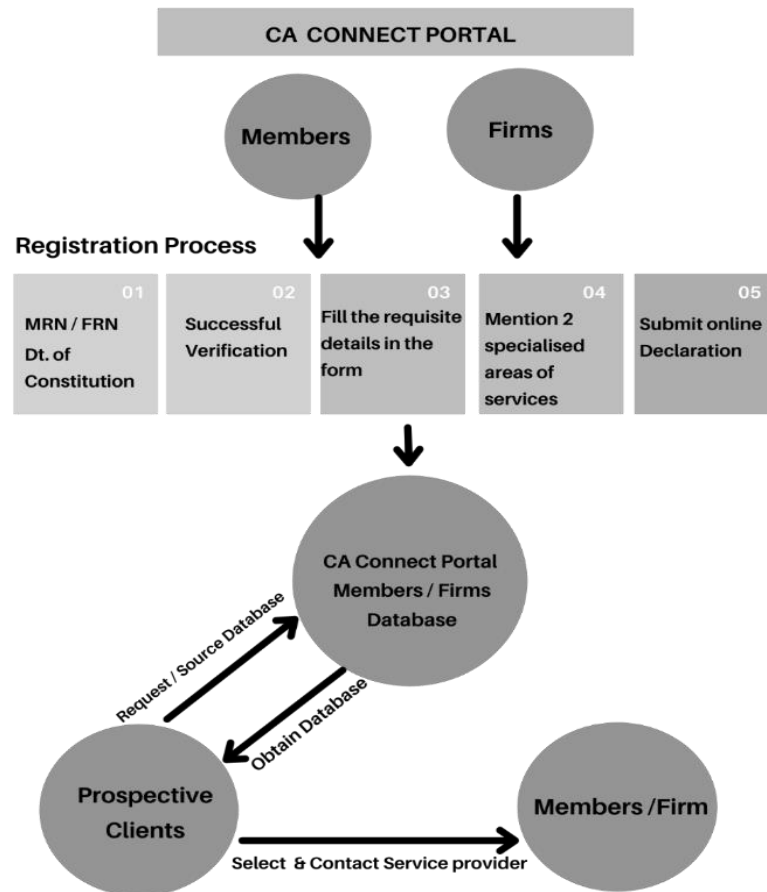 CA CONNECT PORTAL
Members
Firms
Registration Process
01
MRN / FRN
Dt. of
Constitution
02
Successful
Verification
03
Fill the requisite
details in the
form
04
Mention 2
specialised
areas of
services
05
Submit online
Declaration
CA Connect Portal
Members / Firms
Database
Request / Source Database
Obtain Database
Prospective
Clients
Members /Firm
Select & Contact Service provider